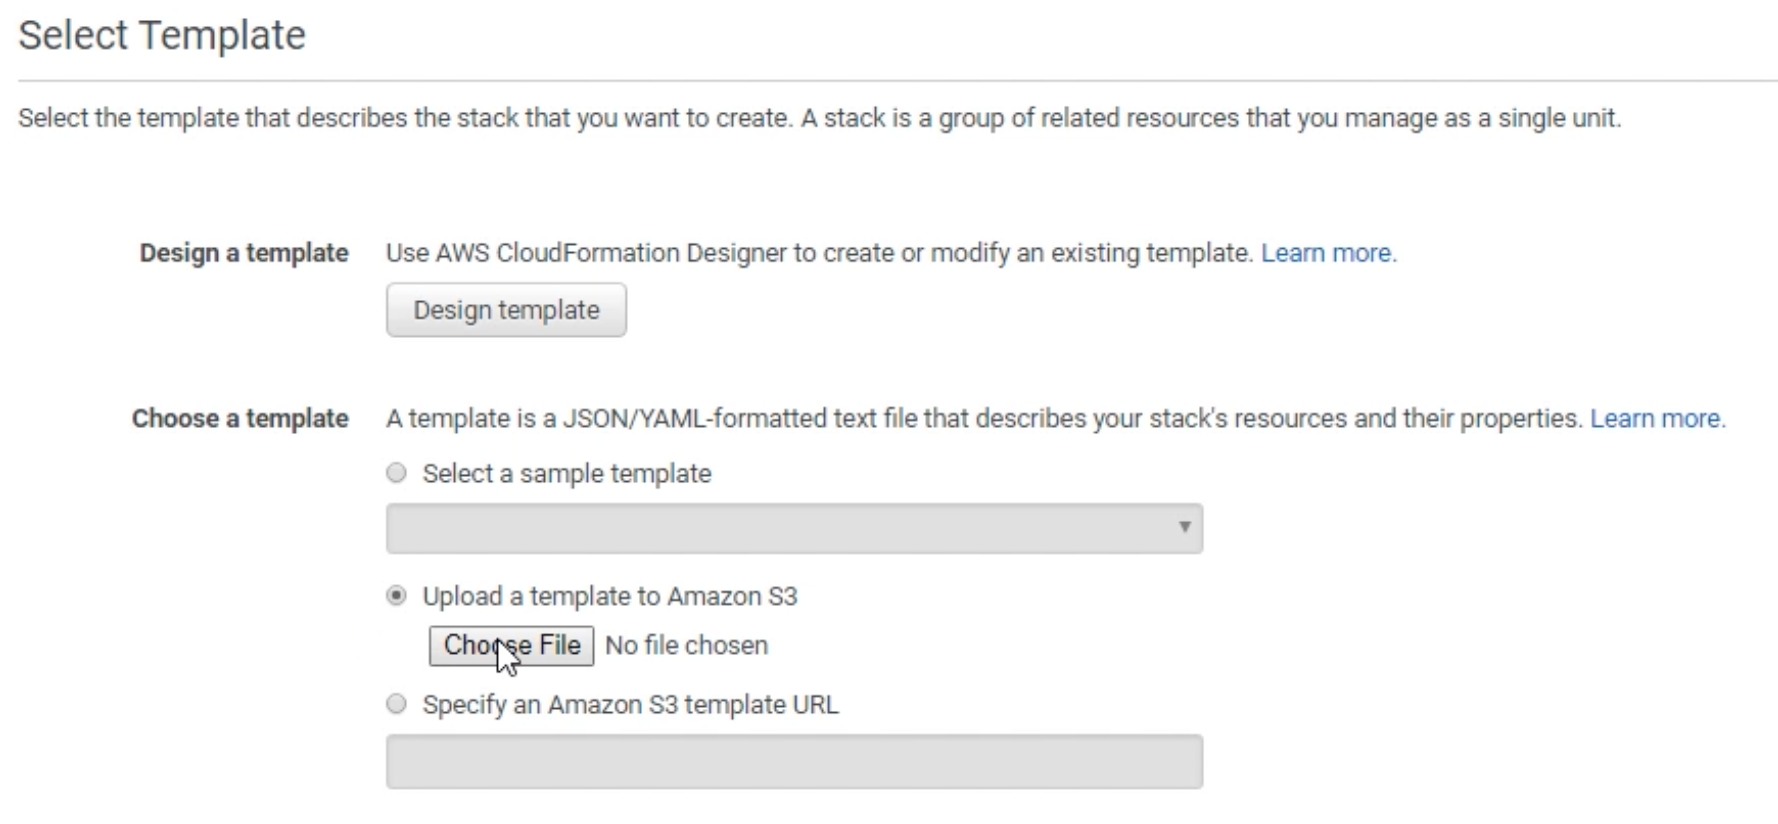 Select Template
Select the template that describes the stack that you want to create. A stack is a group of related resources that you manage as a single unit.
Design a template Use AWS CloudFormation Designer to create or modify an existing template. Learn more.
Design template
Choose a template A template is a JSON/YAML-formatted text file that describes your stack's resources and their properties. Learn more.
Select a sample template
Upload a template to Amazon S3
Choose File No file chosen
Specify an Amazon S3 template URL